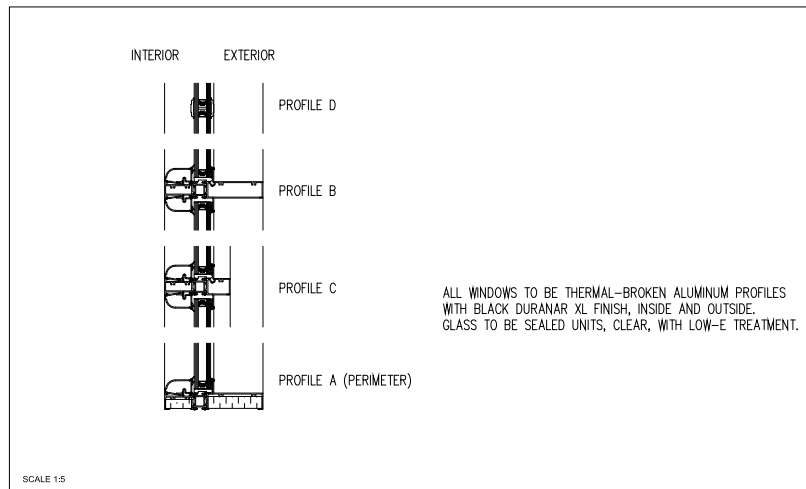 INTERIOR EXTERIOR
PROFILE D
PROFILE B
PROFILE C
ALL WINDOWS TO BE THERMAL-BROKEN ALUMINUM PROFILES
WITH BLACK DURANAR XL FINISH, INSIDE AND OUTSIDE.
GLASS TO BE SEALED UNITS, CLEAR, WITH LOW-E TREATMENT.
PROFILE A (PERIMETER)
SCALE 1:5